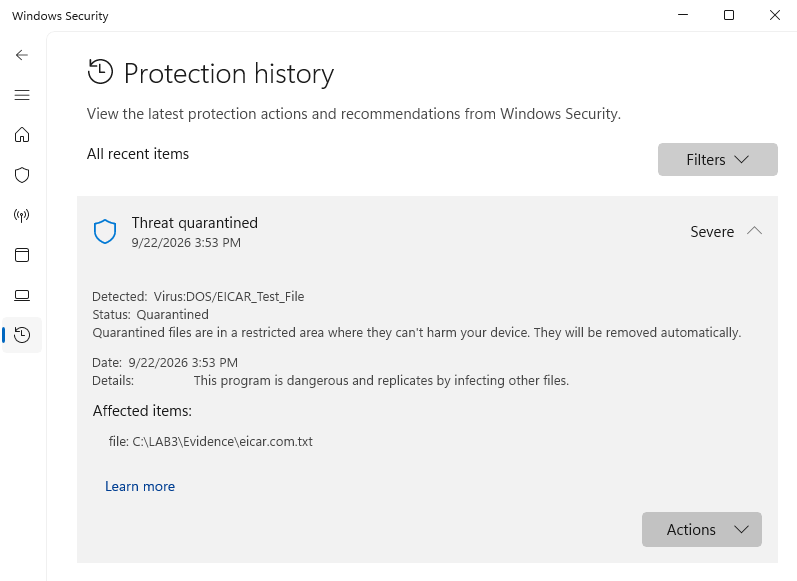 Windows Security
Protection history
View the latest protection actions and recommendations from Windows Security.
All recent items
Filters
Threat quarantined
9/22/2026 3:53 PM
Severe
Detected: Virus:DOS/EICAR_Test_File
Status: Quarantined
Quarantined files are in a restricted area where they can't harm your device. They will be removed automatically.
Date: 9/22/2026 3:53 PM
Details: This program is dangerous and replicates by infecting other files.
Affected items:
file: C:\LAB3\Evidence\eicar.com.txt
Learn more
Actions